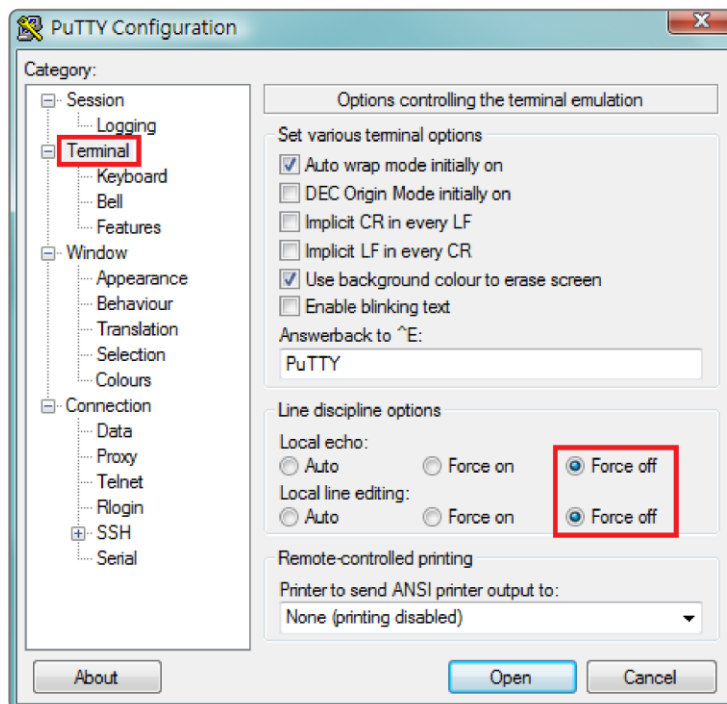 PuTTY Configuration
Category:
Session
Logging
Terminal
Keyboard
Bell
Features
Window
Appearance
Behaviour
Translation
Selection
Colours
Connection
Data
Proxy
Telnet
Rlogin
SSH
Serial
Options controlling the terminal emulation
Set various terminal options
Auto wrap mode initially on
DEC Origin Mode initially on
Implicit CR in every LF
Implicit LF in every CR
Use background colour to erase screen
Enable blinking text
Answerback to ^E:
PuTTY
Line discipline options
Local echo:
Auto Force on Force off
Local line editing:
Auto Force on Force off
Remote-controlled printing
Printer to send ANSI printer output to:
None (printing disabled)
About Open Cancel